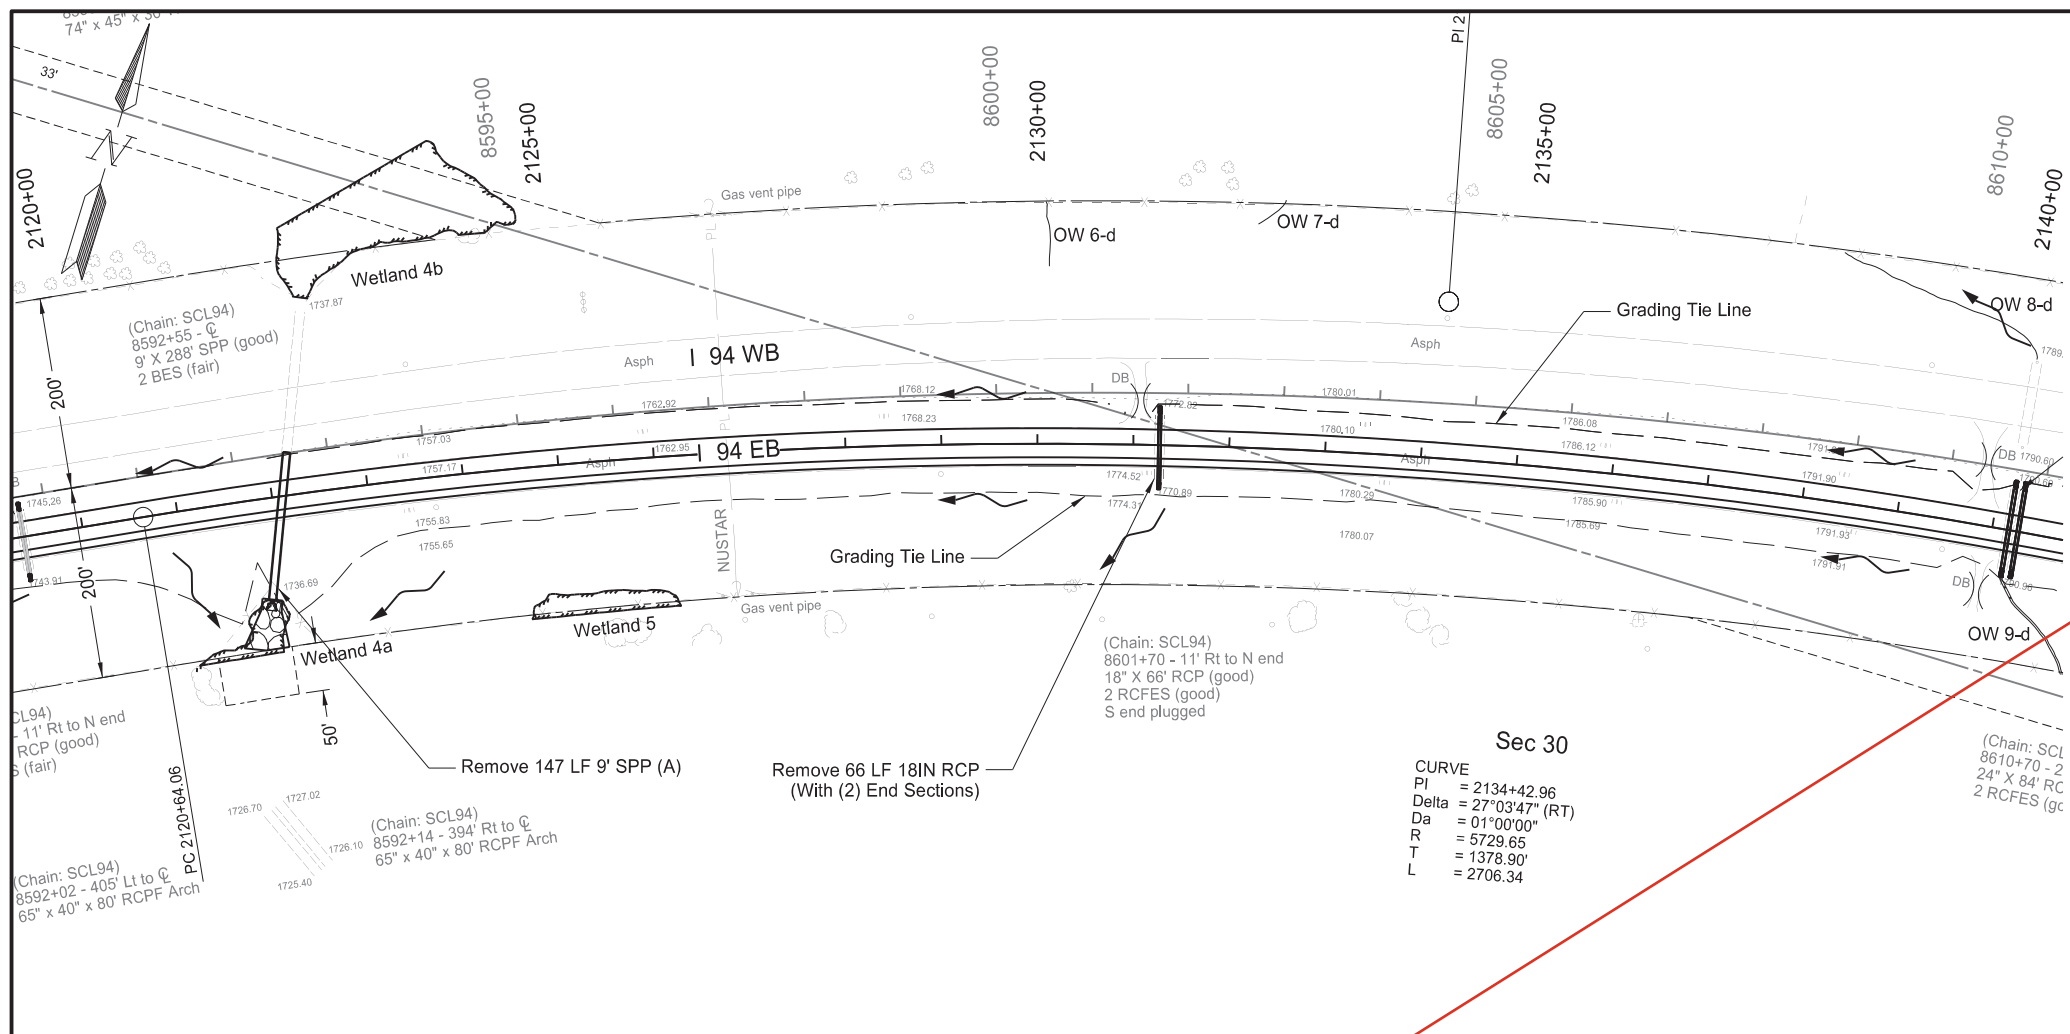 74" x 45" x 36'
33'
2120+00
8595+00
2125+00
8600+00
2130+00
PI 2
8605+00
2135+00
8610+00
2140+00
Gas vent pipe
PL
OW 6-d
OW 7-d
OW 8-d
Wetland 4b
1737.87
(Chain: SCL94)
8592+55 - ℄
9' X 288' SPP (good)
2 BES (fair)
200'
Asph
I 94 WB
Asph
Grading Tie Line
1789.
DB
1768.12
1780.01
1762.92
1772.02
1768.23
1780.10
1786.08
1757.03
1762.95
I 94 EB
1786.12
1757.17
Asph
Asph
DB
1790.60
1745.26
1774.52
1770.89
1780.29
1791.90
1774.31
1785.90
1755.83
1755.65
1785.69
1791.93
1780.07
1791.91
NUSTAR
Grading Tie Line
1743.91
200'
1736.69
DB
Gas vent pipe
Wetland 5
Wetland 4a
OW 9-d
(Chain: SCL94)
8601+70 - 11' Rt to N end
18" X 66' RCP (good)
2 RCFES (good)
S end plugged
CL94)
- 11' Rt to N end
RCP (good)
S (fair)
50'
Remove 147 LF 9' SPP (A)
Remove 66 LF 18IN RCP
(With (2) End Sections)
Sec 30
CURVE
PI = 2134+42.96
Delta = 27°03'47" (RT)
Da = 01°00'00"
R = 5729.65
T = 1378.90'
L = 2706.34
(Chain: SCL
8610+70 - 2
24" X 84' RC
2 RCFES (go
PC 2120+64.06
1726.70
1727.02
1726.10
1725.40
(Chain: SCL94)
8592+14 - 394' Rt to ℄
65" x 40" x 80' RCPF Arch
(Chain: SCL94)
8592+02 - 405' Lt to ℄
65" x 40" x 80' RCPF Arch